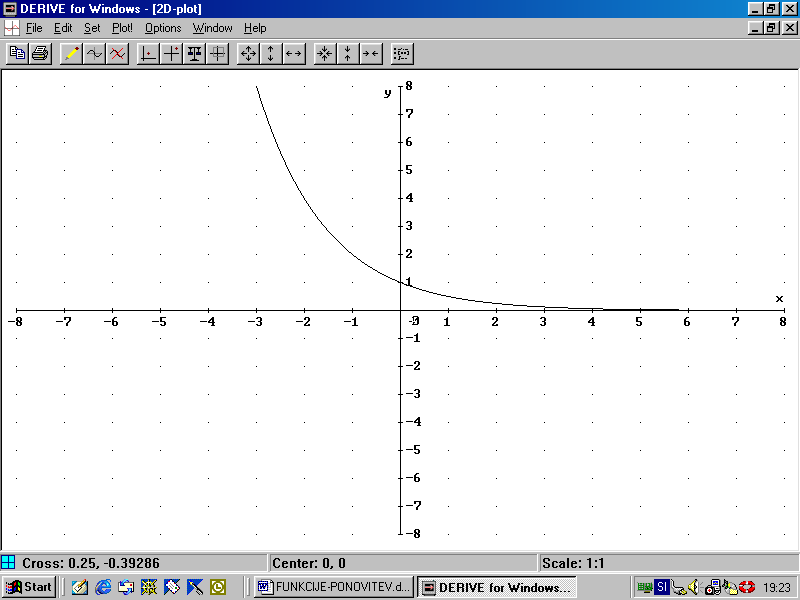 DERIVE for Windows - [2D-plot]
File Edit Set Plot! Options Window Help
y
8
7
6
5
4
3
2
1
x
-8 -7 -6 -5 -4 -3 -2 -1 1 2 3 4 5 6 7 8
-1
-2
-3
-4
-5
-6
-7
-8
Cross: 0.25, -0.39286 Center: 0, 0 Scale: 1:1
Start FUNKCIJE-PONOVITEV.d... DERIVE for Windows... SI 19:23